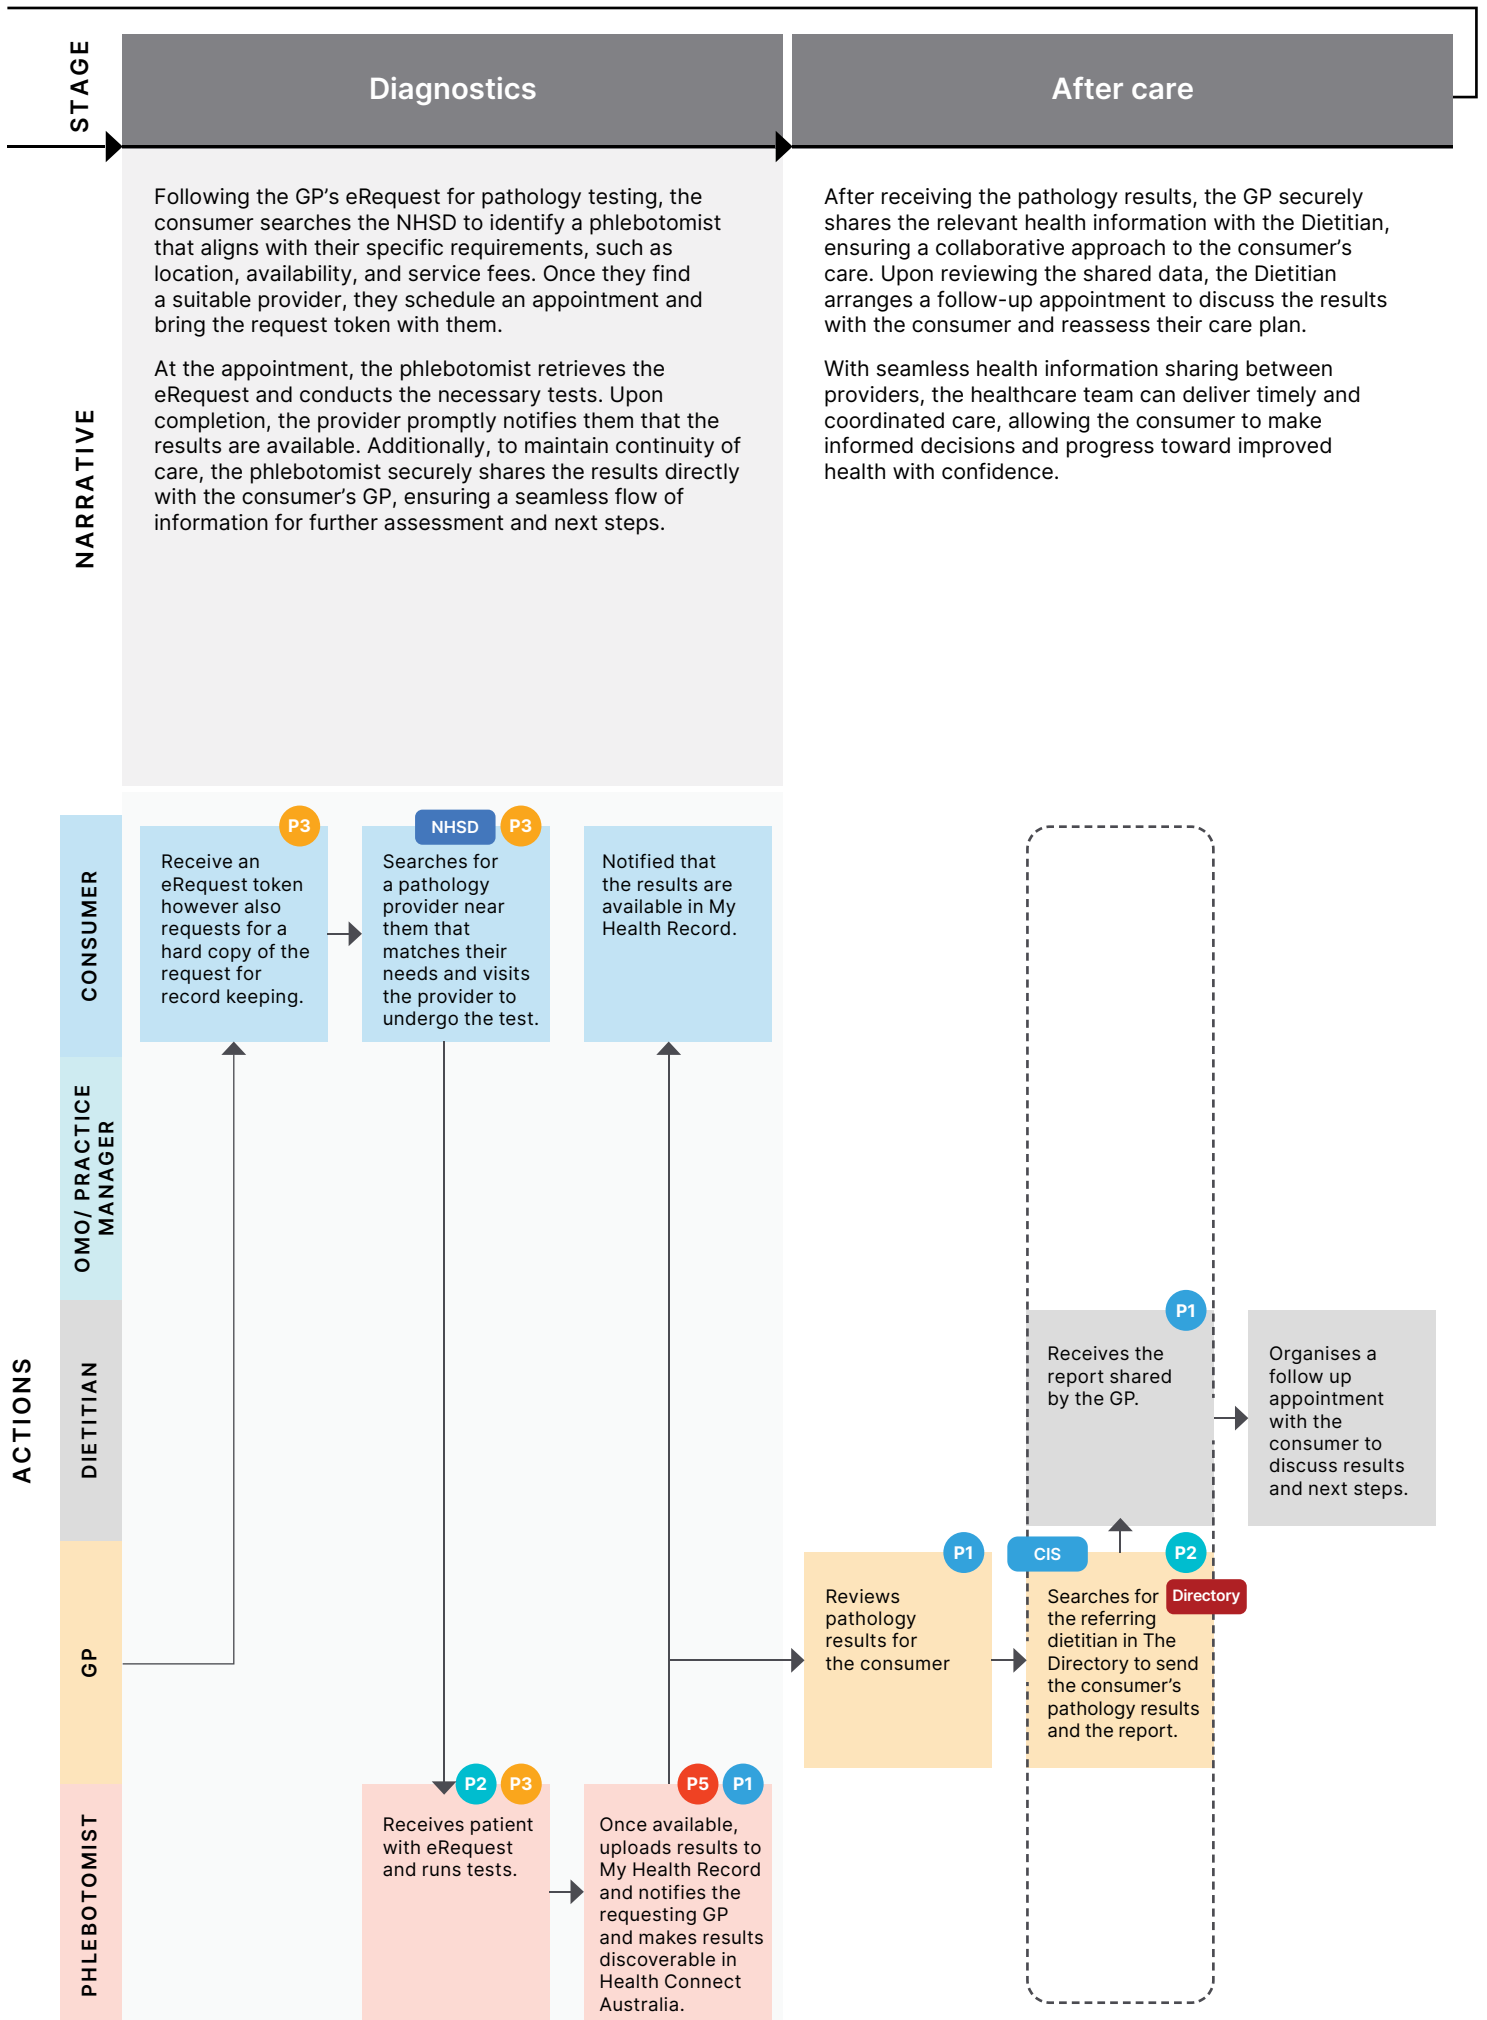 STAGE
Diagnostics
After care
NARRATIVE
Following the GP’s eRequest for pathology testing, the
consumer searches the NHSD to identify a phlebotomist
that aligns with their specific requirements, such as
location, availability, and service fees. Once they find
a suitable provider, they schedule an appointment and
bring the request token with them.
At the appointment, the phlebotomist retrieves the
eRequest and conducts the necessary tests. Upon
completion, the provider promptly notifies them that the
results are available. Additionally, to maintain continuity of
care, the phlebotomist securely shares the results directly
with the consumer’s GP, ensuring a seamless flow of
information for further assessment and next steps.
After receiving the pathology results, the GP securely
shares the relevant health information with the Dietitian,
ensuring a collaborative approach to the consumer’s
care. Upon reviewing the shared data, the Dietitian
arranges a follow-up appointment to discuss the results
with the consumer and reassess their care plan.
With seamless health information sharing between
providers, the healthcare team can deliver timely and
coordinated care, allowing the consumer to make
informed decisions and progress toward improved
health with confidence.
ACTIONS
CONSUMER
P3
Receive an
eRequest token
however also
requests for a
hard copy of the
request for
record keeping.
NHSD
P3
Searches for
a pathology
provider near
them that
matches their
needs and visits
the provider to
undergo the test.
Notified that
the results are
available in My
Health Record.
OMO/ PRACTICE
MANAGER
DIETITIAN
P1
Receives the
report shared
by the GP.
Organises a
follow up
appointment
with the
consumer to
discuss results
and next steps.
GP
P1
Reviews
pathology
results for
the consumer
CIS
P2
Directory
Searches for
the referring
dietitian in The
Directory to send
the consumer’s
pathology results
and the report.
PHLEBOTOMIST
P2
P3
Receives patient
with eRequest
and runs tests.
P5
P1
Once available,
uploads results to
My Health Record
and notifies the
requesting GP
and makes results
discoverable in
Health Connect
Australia.